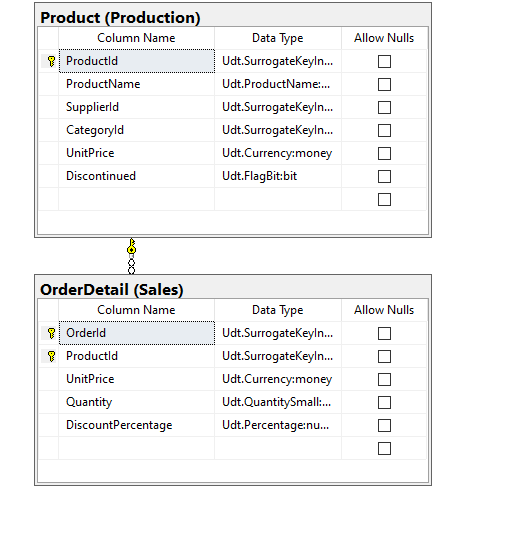 Product (Production)
Column Name Data Type Allow Nulls
ProductId Udt.SurrogateKeyIn...
ProductName Udt.ProductName:...
SupplierId Udt.SurrogateKeyIn...
CategoryId Udt.SurrogateKeyIn...
UnitPrice Udt.Currency:money
Discontinued Udt.FlagBit:bit
OrderDetail (Sales)
Column Name Data Type Allow Nulls
OrderId Udt.SurrogateKeyIn...
ProductId Udt.SurrogateKeyIn...
UnitPrice Udt.Currency:money
Quantity Udt.QuantitySmall:...
DiscountPercentage Udt.Percentage:nu...